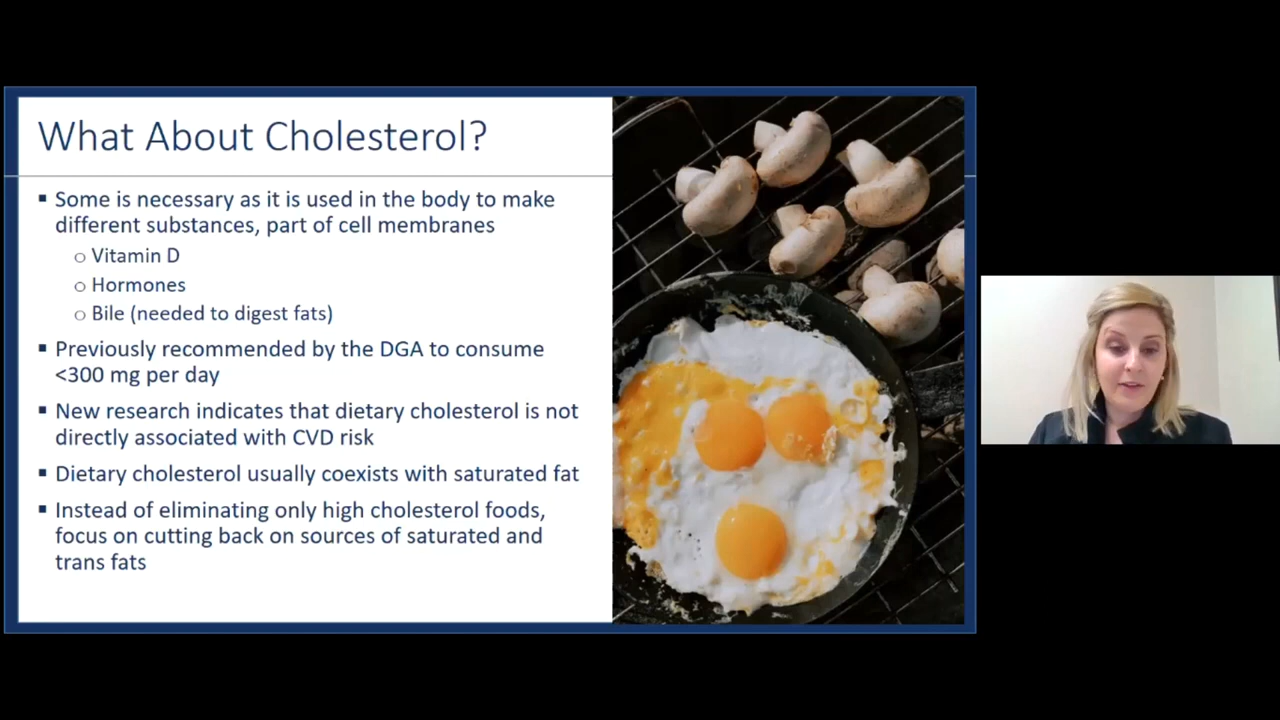 What About Cholesterol?
▪ Some is necessary as it is used in the body to make
different substances, part of cell membranes
○ Vitamin D
○ Hormones
○ Bile (needed to digest fats)
▪ Previously recommended by the DGA to consume
<300 mg per day
▪ New research indicates that dietary cholesterol is not
directly associated with CVD risk
▪ Dietary cholesterol usually coexists with saturated fat
▪ Instead of eliminating only high cholesterol foods,
focus on cutting back on sources of saturated and
trans fats